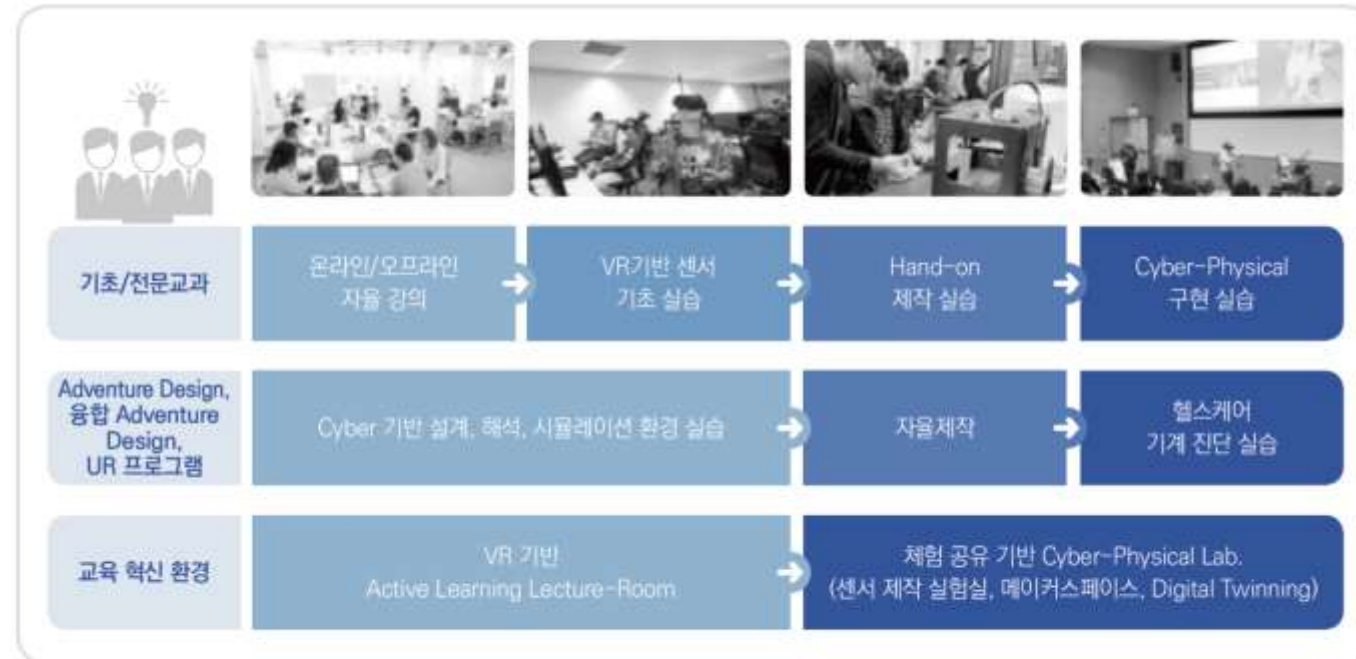 기초/전문교과
온라인/오프라인
자율 강의
VR기반 센서
기초 실습
Hand-on
제작 실습
Cyber-Physical
구현 실습
Adventure Design,
융합 Adventure
Design,
UR 프로그램
Cyber 기반 설계, 해석, 시뮬레이션 환경 실습
자율제작
헬스케어
기계 진단 실습
교육 혁신 환경
VR 기반
Active Learning Lecture-Room
체험 공유 기반 Cyber-Physical Lab.
(센서 제작 실험실, 메이커스페이스, Digital Twinning)